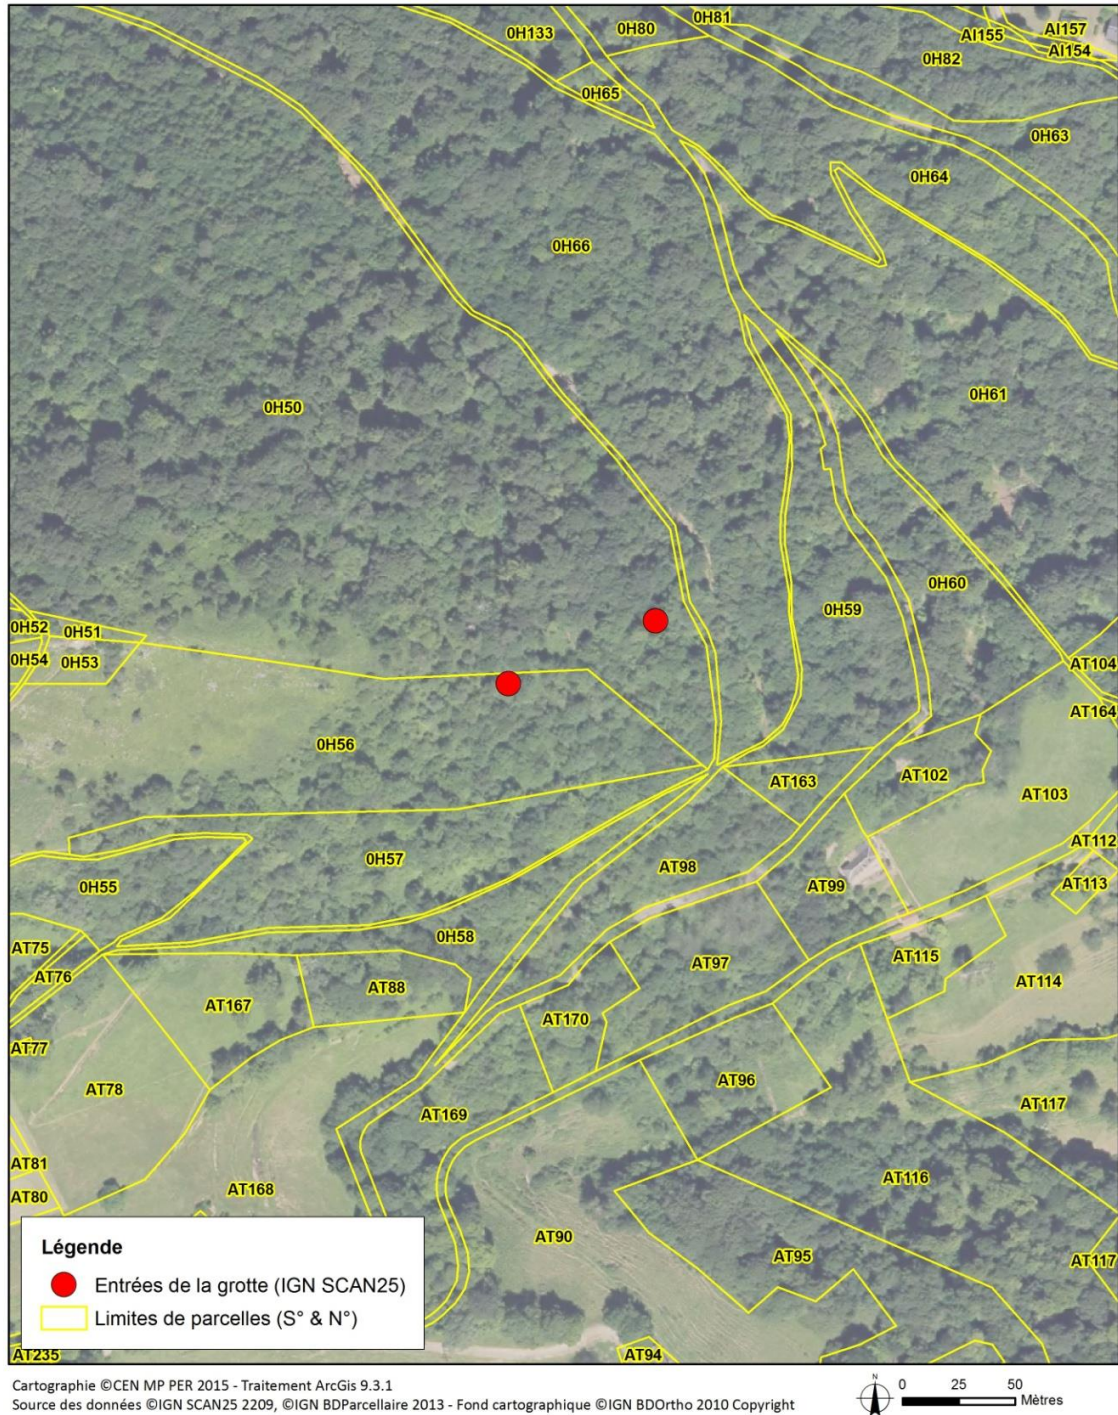 0H133
0H80
0H81
AI155
AI157
AI154
0H82
0H65
0H63
0H64
0H66
0H50
0H61
0H60
0H59
0H52
0H51
0H54
0H53
AT104
AT164
0H56
AT163
AT102
AT103
AT112
0H57
AT98
AT99
AT113
0H55
0H58
AT75
AT76
AT97
AT115
AT114
AT88
AT167
AT170
AT77
AT78
AT96
AT169
AT117
AT81
AT80
AT168
AT116
AT90
AT95
AT117
AT235
AT94
Légende
Entrées de la grotte (IGN SCAN25)
Limites de parcelles (S° & N°)
Cartographie ©CEN MP PER 2015 - Traitement ArcGis 9.3.1
Source des données ©IGN SCAN25 2209, ©IGN BDParcellaire 2013 - Fond cartographique ©IGN BDOrtho 2010 Copyright
N
0 25 50
Mètres